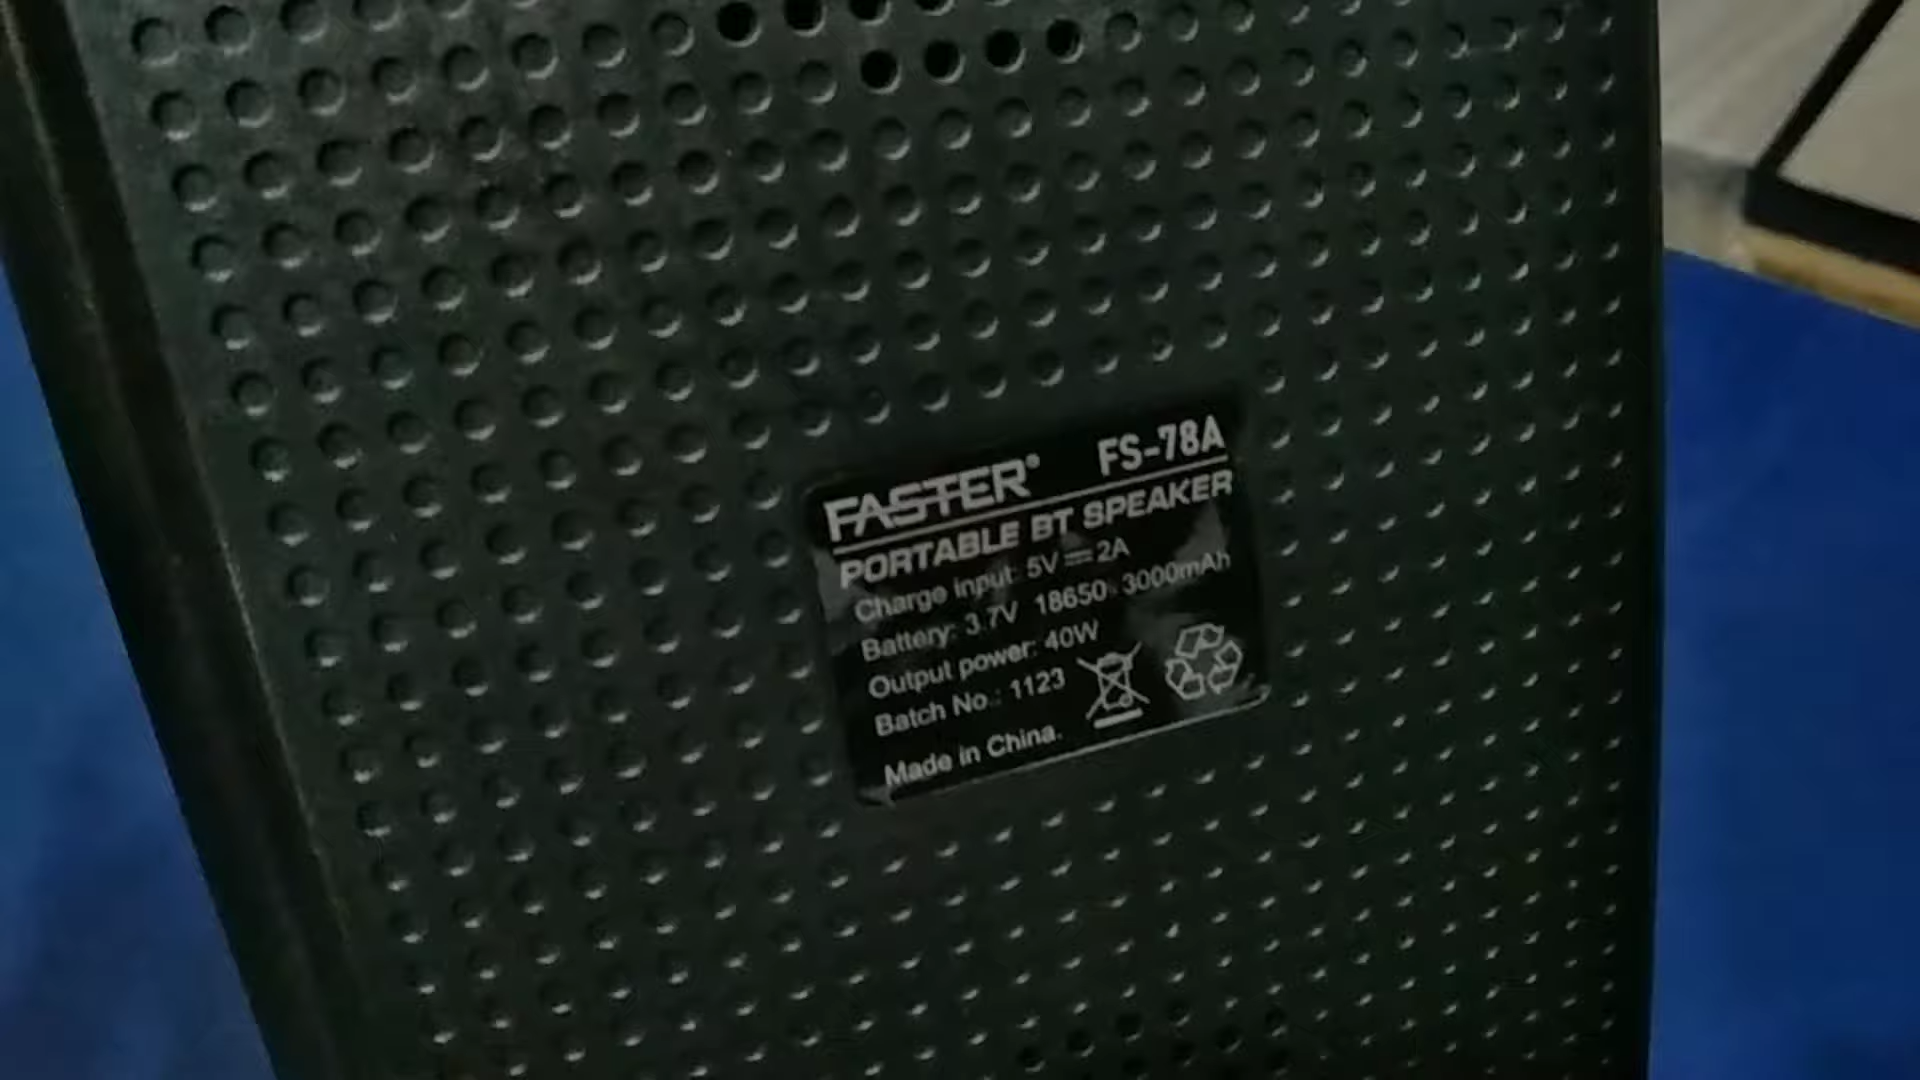 FASTER® FS-78A
PORTABLE BT SPEAKER
Charge input: 5V⎓2A
Battery: 3.7V 18650 3000mAh
Output power: 40W
Batch No.: 1123
Made in China.